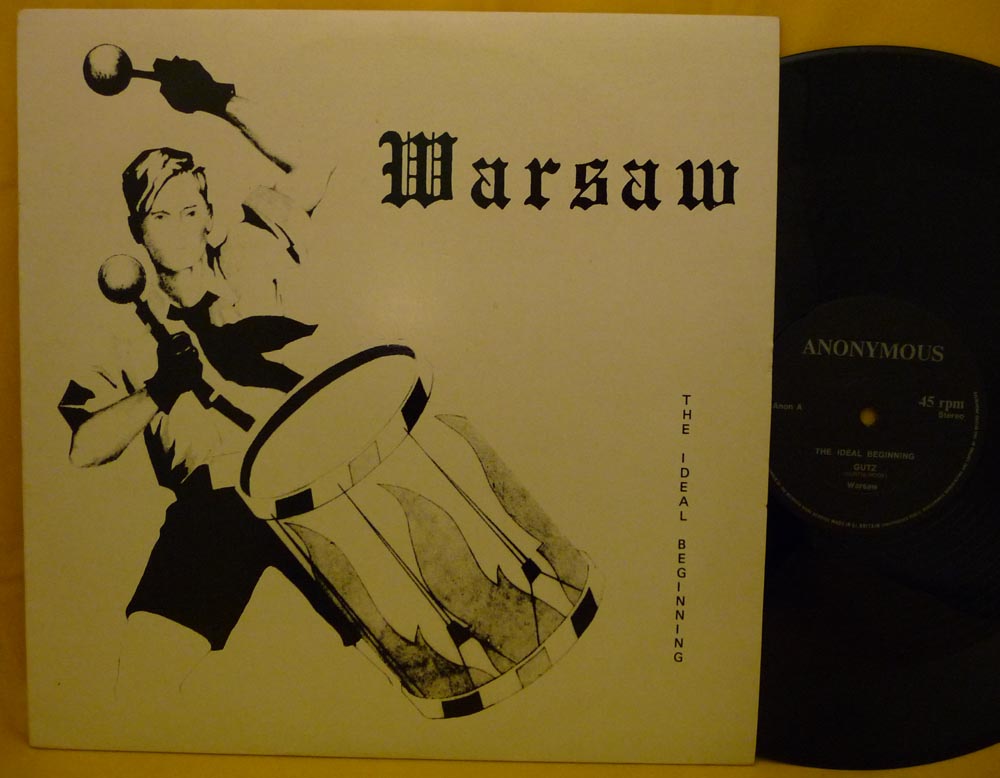 Warsaw
THE IDEAL BEGINNING
ANONYMOUS
Anon A
45 rpm
Stereo
THE IDEAL BEGINNING
GUTZ
Warsaw